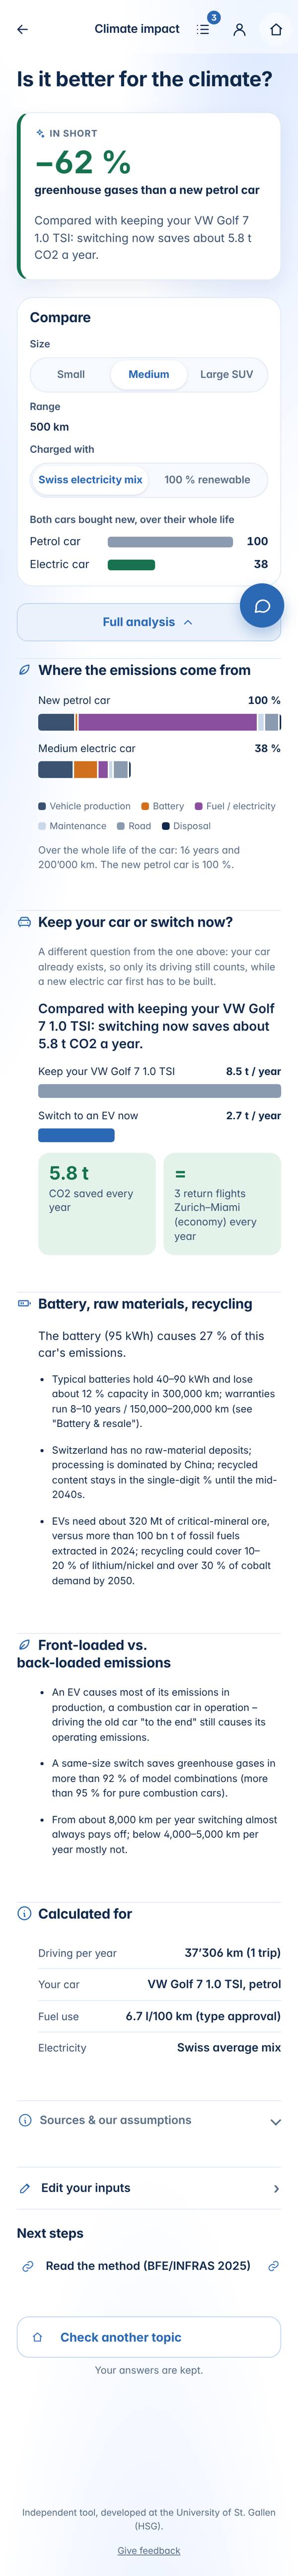 Climate impact
3
Is it better for the climate?
IN SHORT
–62 %
greenhouse gases than a new petrol car
Compared with keeping your VW Golf 7
1.0 TSI: switching now saves about 5.8 t
CO2 a year.
Compare
Size
Small Medium Large SUV
Range
500 km
Charged with
Swiss electricity mix 100 % renewable
Both cars bought new, over their whole life
Petrol car 100
Electric car 38
Full analysis
Where the emissions come from
New petrol car 100 %
Medium electric car 38 %
Vehicle production Battery Fuel / electricity
Maintenance Road Disposal
Over the whole life of the car: 16 years and
200’000 km. The new petrol car is 100 %.
Keep your car or switch now?
A different question from the one above: your car
already exists, so only its driving still counts, while
a new electric car first has to be built.
Compared with keeping your VW Golf
7 1.0 TSI: switching now saves about
5.8 t CO2 a year.
Keep your VW Golf 7 1.0 TSI 8.5 t / year
Switch to an EV now 2.7 t / year
5.8 t
CO2 saved every
year
=
3 return flights
Zurich–Miami
(economy) every
year
Battery, raw materials, recycling
The battery (95 kWh) causes 27 % of this
car's emissions.
• Typical batteries hold 40–90 kWh and lose
about 12 % capacity in 300,000 km; warranties
run 8–10 years / 150,000–200,000 km (see
"Battery & resale").
• Switzerland has no raw-material deposits;
processing is dominated by China; recycled
content stays in the single-digit % until the mid-
2040s.
• EVs need about 320 Mt of critical-mineral ore,
versus more than 100 bn t of fossil fuels
extracted in 2024; recycling could cover 10–
20 % of lithium/nickel and over 30 % of cobalt
demand by 2050.
Front-loaded vs.
back-loaded emissions
• An EV causes most of its emissions in
production, a combustion car in operation –
driving the old car "to the end" still causes its
operating emissions.
• A same-size switch saves greenhouse gases in
more than 92 % of model combinations (more
than 95 % for pure combustion cars).
• From about 8,000 km per year switching almost
always pays off; below 4,000–5,000 km per
year mostly not.
Calculated for
Driving per year 37’306 km (1 trip)
Your car VW Golf 7 1.0 TSI, petrol
Fuel use 6.7 l/100 km (type approval)
Electricity Swiss average mix
Sources & our assumptions
Edit your inputs
Next steps
Read the method (BFE/INFRAS 2025)
Check another topic
Your answers are kept.
Independent tool, developed at the University of St. Gallen
(HSG).
Give feedback